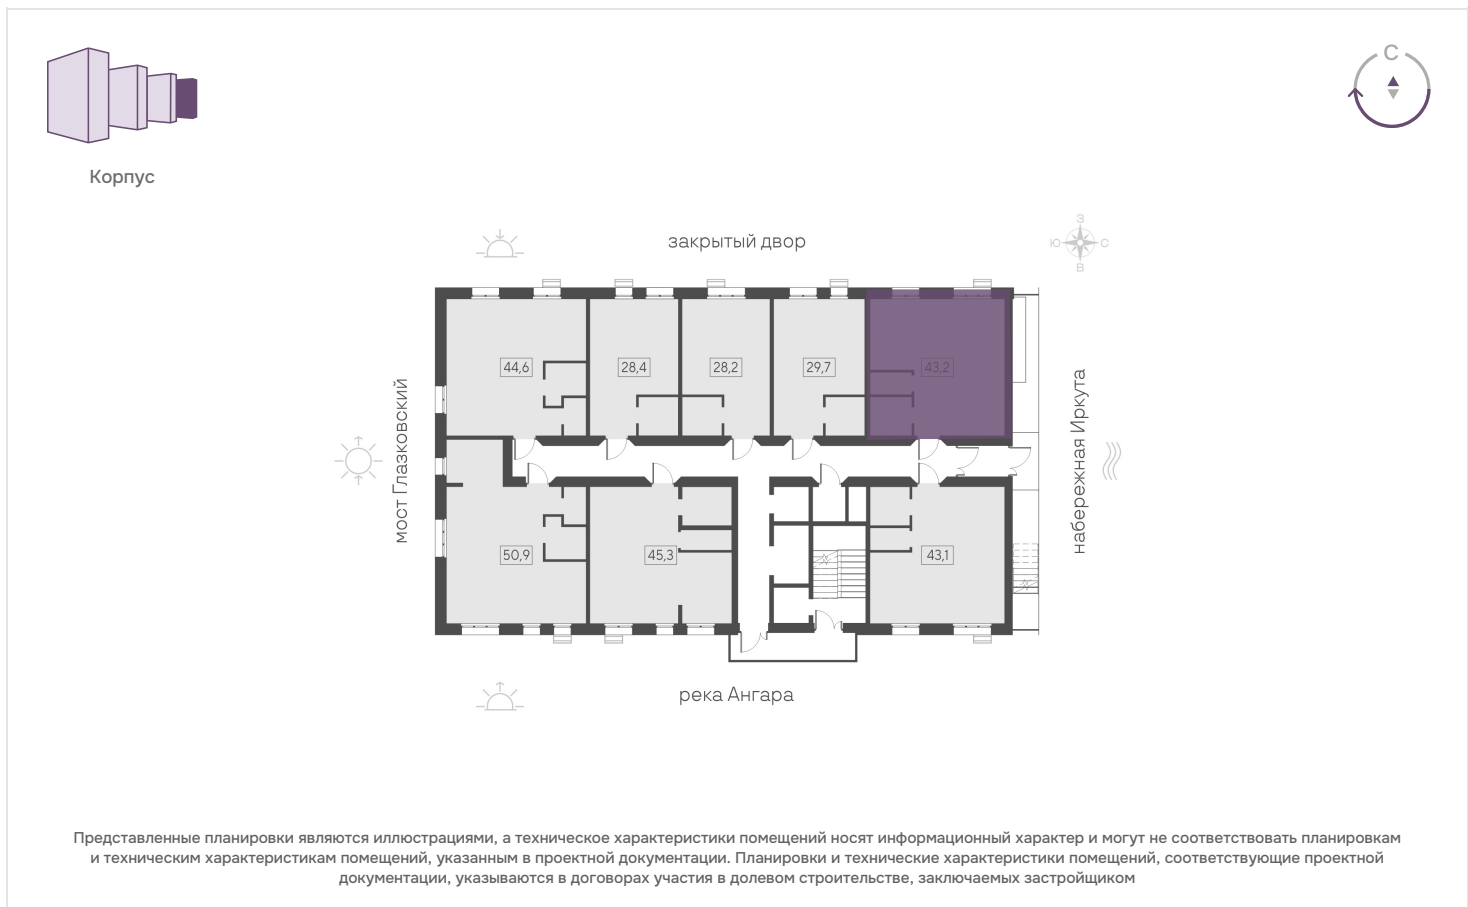 С
Корпус
З
Ю
С
В
закрытый двор
44,6
28,4
28,2
29,7
43,2
мост Глазковский
набережная Иркута
50,9
45,3
43,1
река Ангара
Представленные планировки являются иллюстрациями, а техническое характеристики помещений носят информационный характер и могут не соответствовать планировкам
и техническим характеристикам помещений, указанным в проектной документации. Планировки и технические характеристики помещений, соответствующие проектной
документации, указываются в договорах участия в долевом строительстве, заключаемых застройщиком